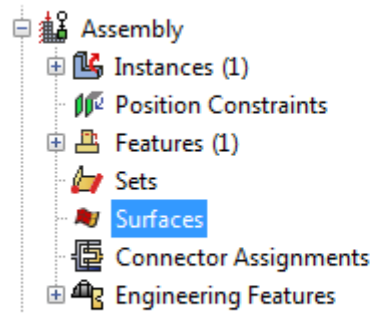 Assembly
Instances (1)
Position Constraints
Features (1)
Sets
Surfaces
Connector Assignments
Engineering Features